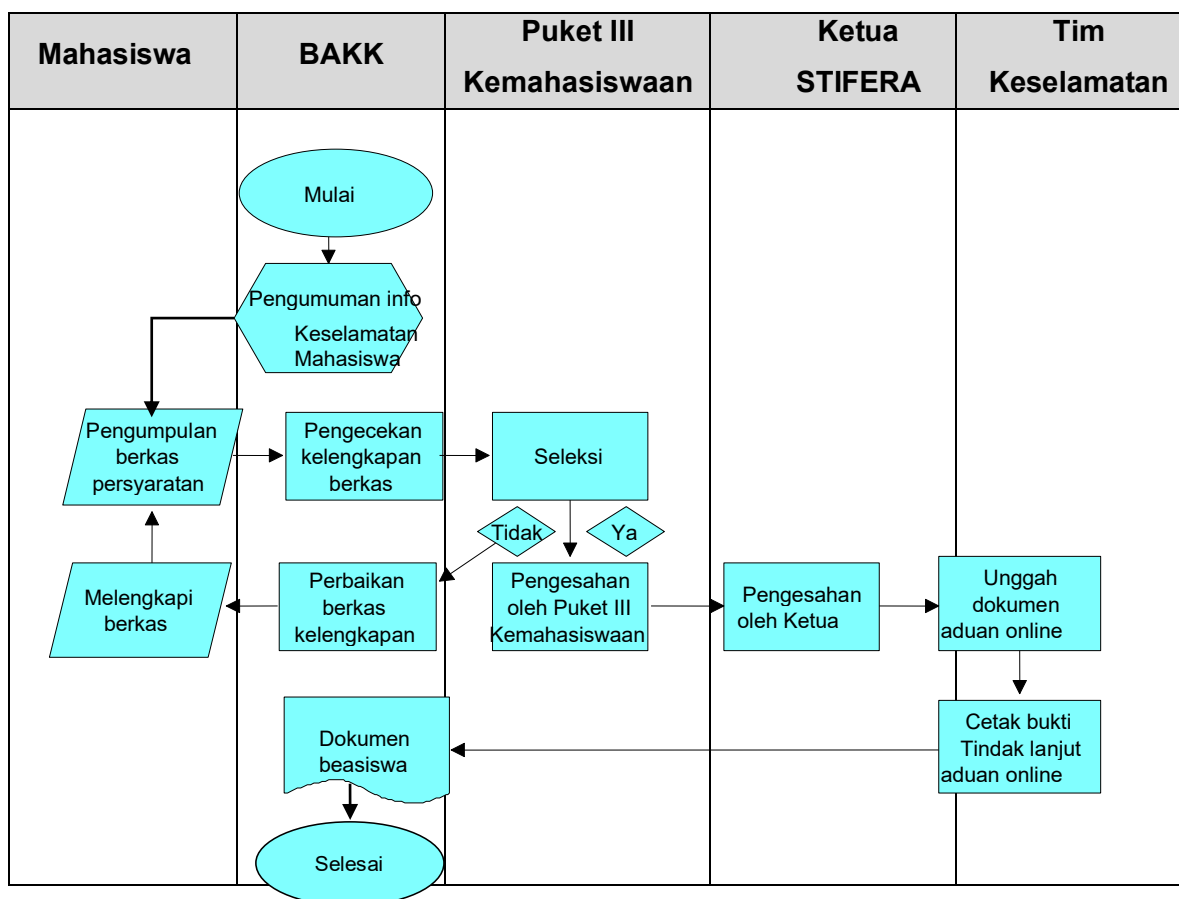 Mahasiswa
BAKK
Puket III
Kemahasiswaan
Ketua
STIFERA
Tim
Keselamatan
Mulai
Pengumuman info
Keselamatan
Mahasiswa
Pengumpulan
berkas
persyaratan
Pengecekan
kelengkapan
berkas
Seleksi
Tidak
Ya
Melengkapi
berkas
Perbaikan
berkas
kelengkapan
Pengesahan
oleh Puket III
Kemahasiswaan
Pengesahan
oleh Ketua
Unggah
dokumen
aduan online
Dokumen
beasiswa
Cetak bukti
Tindak lanjut
aduan online
Selesai